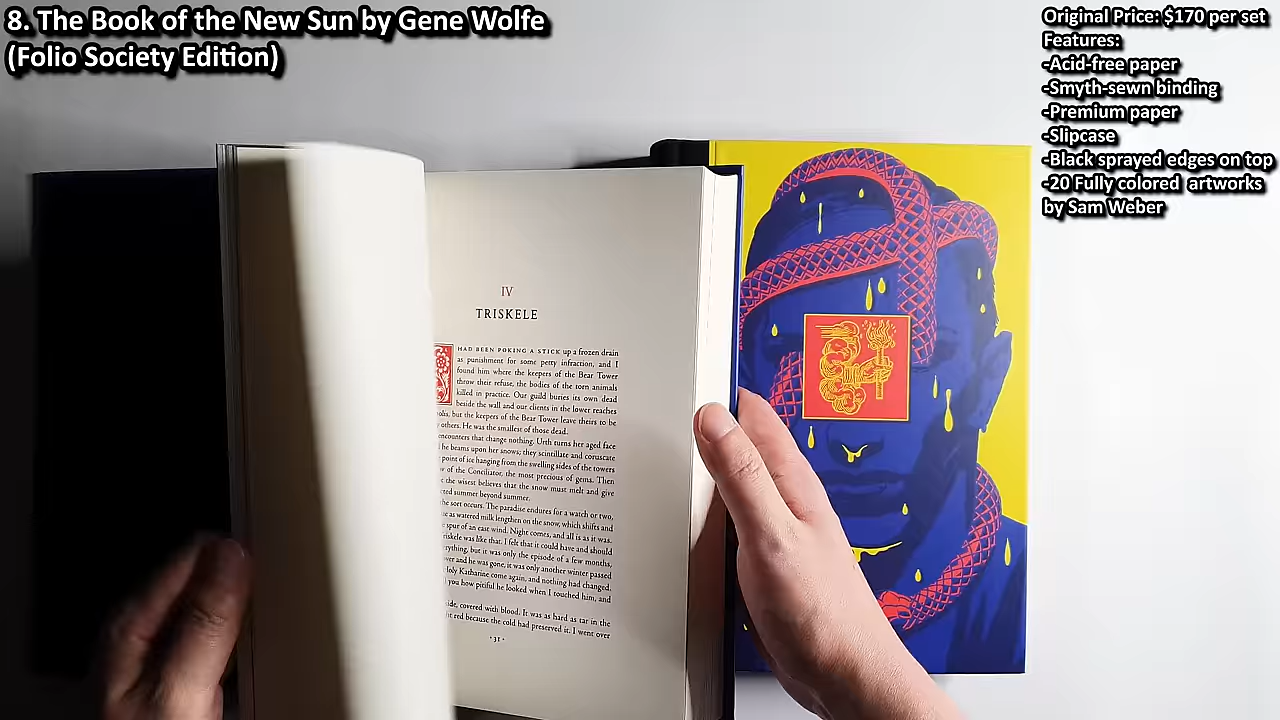 8. The Book of the New Sun by Gene Wolfe
(Folio Society Edition)
Original Price: $170 per set
Features:
-Acid-free paper
-Smyth-sewn binding
-Premium paper
-Slipcase
-Black sprayed edges on top
-20 Fully colored artworks
by Sam Weber
IV
TRISKELE
HAD BEEN POKING A STICK up a frozen drain
as punishment for some petty infraction, and I
found him where the keepers of the Bear Tower
throw their refuse, the bodies of the torn animals
killed in practice. Our guild buries its own dead
beside the wall and our clients in the lower reaches
but the keepers of the Bear Tower leave theirs to be
others. He was the smallest of those dead.
encounters that change nothing. Urth turns her aged face
he beams upon her snows; they scintillate and coruscate
point of ice hanging from the swelling sides of the towers
of the Conciliator, the most precious of gems. Then
the wisest believes that the snow must melt and give
summer beyond summer.
the sort occurs. The paradise endures for a watch or two,
as watered milk lengthen on the snow, which shifts and
spur of an east wind. Night comes, and all is as it was.
like that. I felt that it could have and should
but it was only the episode of a few months,
and he was gone, it was only another winter passed
Katharine come again, and nothing had changed.
you how pitiful he looked when I touched him, and
covered with blood. It was as hard as tar in the
red because the cold had preserved it. I went over
·31·